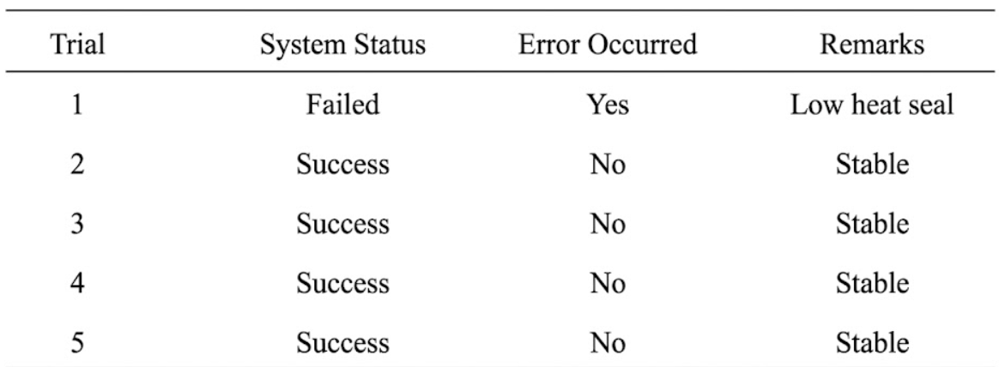 Trial System Status Error Occurred Remarks
1 Failed Yes Low heat seal
2 Success No Stable
3 Success No Stable
4 Success No Stable
5 Success No Stable